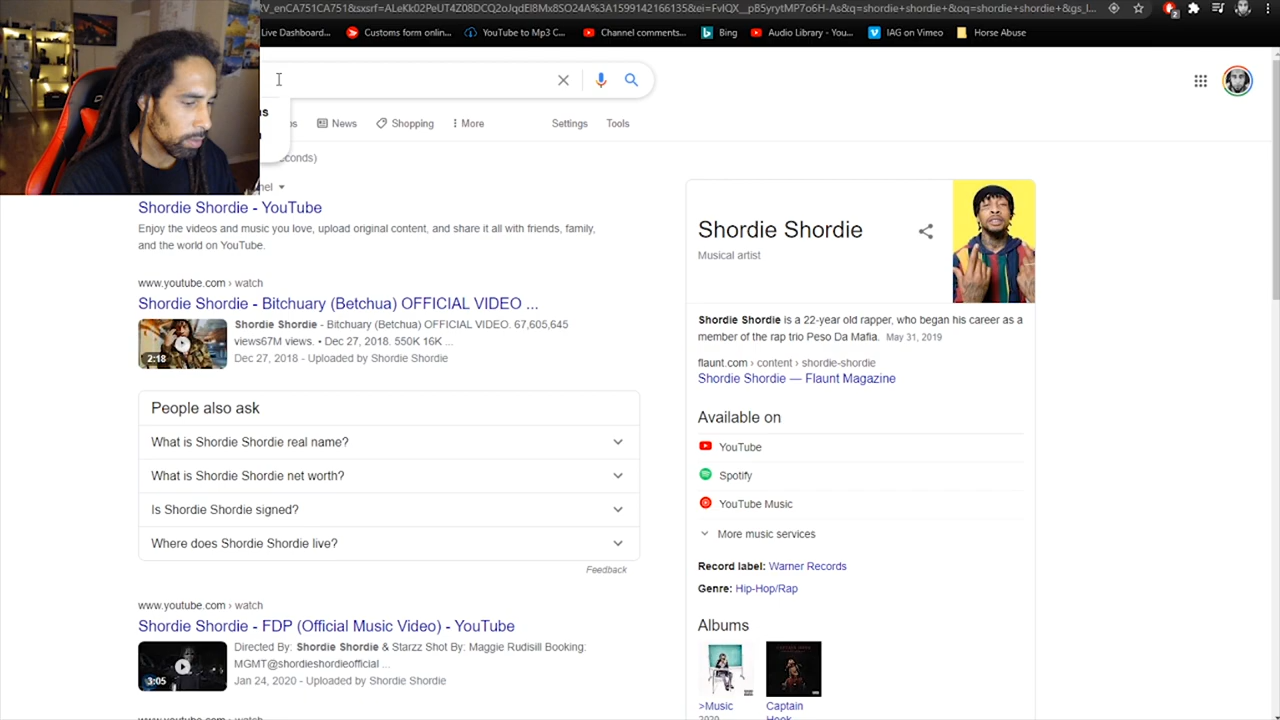 V_enCA751CA751&sxsrf=ALeKk02PeUT4Z08DCQ2oJqdEl8Mx8SO24A%3A1599142166135&ei=FvlQX_
Live Dashboard... Customs form onlin... YouTube to Mp3 C... Channel comments... Bing Audio Library - You... IAG on Vimeo Horse Abuse
News Shopping More Settings Tools
Shordie Shordie - YouTube
Enjoy the videos and music you love, upload original content, and share it all with friends, family,
and the world on YouTube.
www.youtube.com › watch
Shordie Shordie - Bitchuary (Betchua) OFFICIAL VIDEO ...
2:18
Shordie Shordie - Bitchuary (Betchua) OFFICIAL VIDEO. 67,605,645
views67M views. • Dec 27, 2018. 550K 16K ...
Dec 27, 2018 - Uploaded by Shordie Shordie
People also ask
What is Shordie Shordie real name?
What is Shordie Shordie net worth?
Is Shordie Shordie signed?
Where does Shordie Shordie live?
Feedback
www.youtube.com › watch
Shordie Shordie - FDP (Official Music Video) - YouTube
3:05
Directed By: Shordie Shordie & Starzz Shot By: Maggie Rudisill Booking:
MGMT@shordieshordieofficial ...
Jan 24, 2020 - Uploaded by Shordie Shordie
Shordie Shordie
Musical artist
Shordie Shordie is a 22-year old rapper, who began his career as a
member of the rap trio Peso Da Mafia. May 31, 2019
flaunt.com › content › shordie-shordie
Shordie Shordie — Flaunt Magazine
Available on
YouTube
Spotify
YouTube Music
More music services
Record label: Warner Records
Genre: Hip-Hop/Rap
Albums
>Music Captain